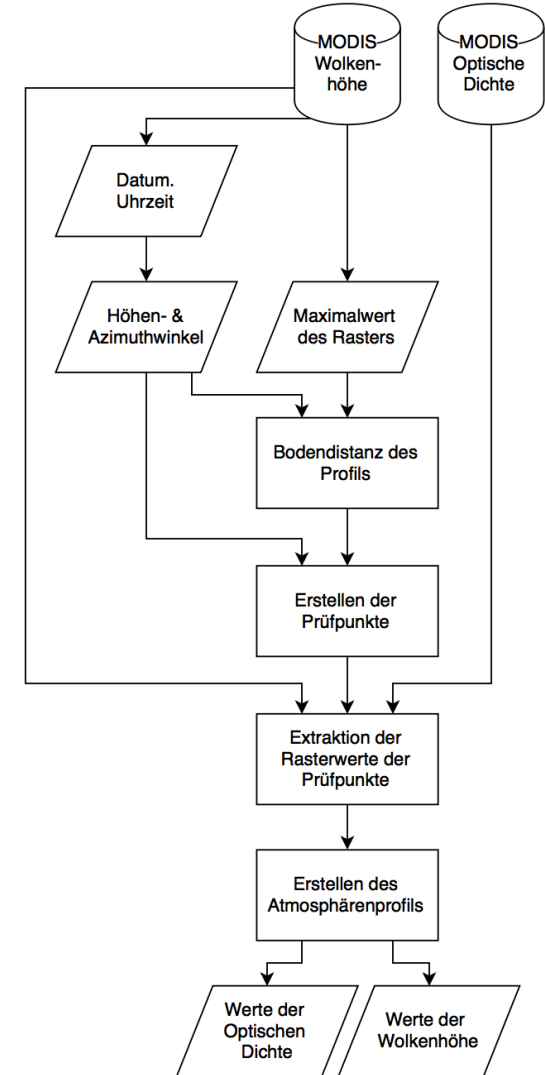 MODIS
Wolken-
höhe
MODIS
Optische
Dichte
Datum.
Uhrzeit
Höhen- &
Azimuthwinkel
Maximalwert
des Rasters
Bodendistanz des
Profils
Erstellen der
Prüfpunkte
Extraktion der
Rasterwerte der
Prüfpunkte
Erstellen des
Atmosphärenprofils
Werte der
Optischen
Dichte
Werte der
Wolkenhöhe